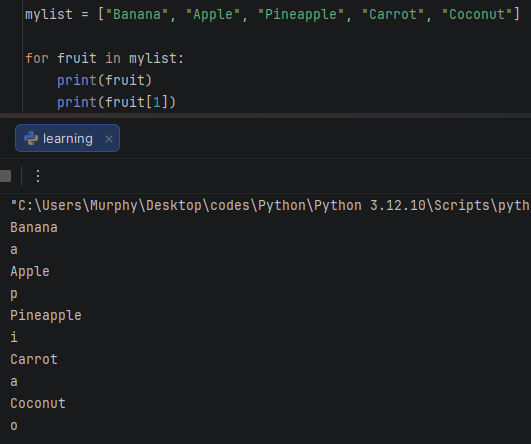 mylist = ["Banana", "Apple", "Pineapple", "Carrot", "Coconut"]
for fruit in mylist:
    print(fruit)
    print(fruit[1])
learning
"C:\Users\Murphy\Desktop\codes\Python\Python 3.12.10\Scripts\pyth
Banana
a
Apple
p
Pineapple
i
Carrot
a
Coconut
o